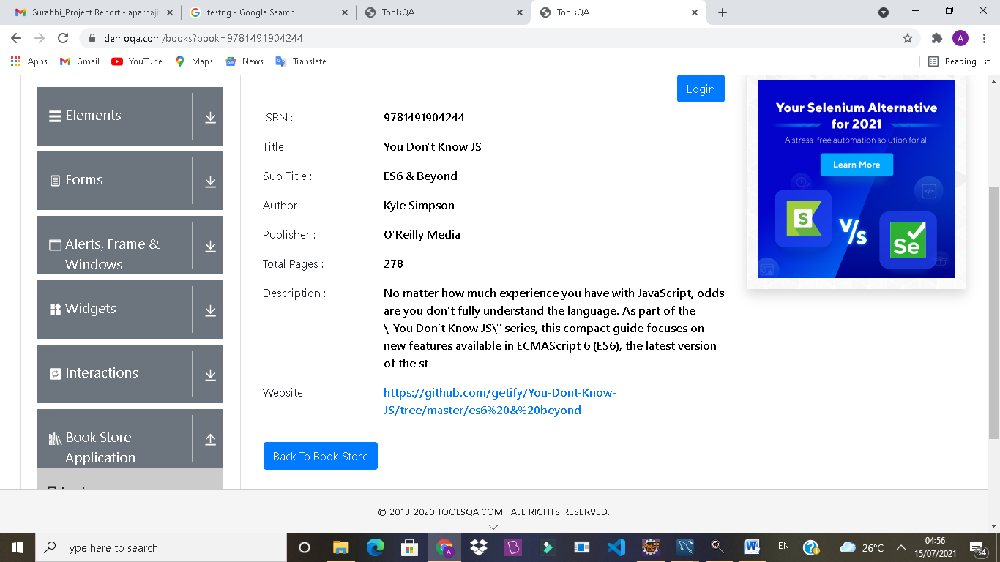 Surabhi_Project Report - aparnaji
testng - Google Search
ToolsQA
ToolsQA
demoqa.com/books?book=9781491904244
A
Apps
Gmail
YouTube
Maps
News
Translate
Reading list
Elements
Forms
Alerts, Frame &
Windows
Widgets
Interactions
Book Store
Application
Login
ISBN :
9781491904244
Title :
You Don't Know JS
Sub Title :
ES6 & Beyond
Author :
Kyle Simpson
Publisher :
O'Reilly Media
Total Pages :
278
Description :
No matter how much experience you have with JavaScript, odds
are you don’t fully understand the language. As part of the
\"You Don’t Know JS\" series, this compact guide focuses on
new features available in ECMAScript 6 (ES6), the latest version
of the st
Website :
https://github.com/getify/You-Dont-Know-
JS/tree/master/es6%20&%20beyond
Back To Book Store
Your Selenium Alternative
for 2021
A stress-free automation solution for all
Learn More
S
V/s
Se
© 2013-2020 TOOLSQA.COM | ALL RIGHTS RESERVED.
Type here to search
EN
26°C
04:56
15/07/2021
34